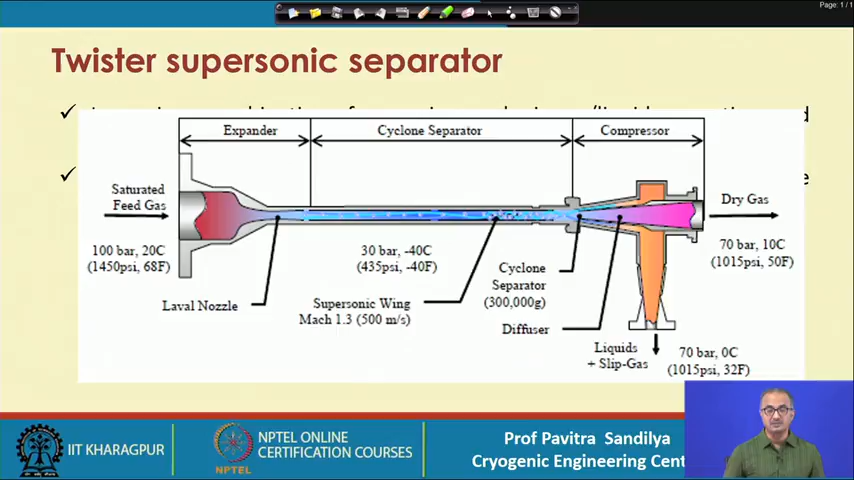 Page: 1 / 1
Twister supersonic separator
Expander
Cyclone Separator
Compressor
Saturated
Feed Gas
Dry Gas
100 bar, 20C
(1450psi, 68F)
30 bar, -40C
(435psi, -40F)
70 bar, 10C
(1015psi, 50F)
Laval Nozzle
Supersonic Wing
Mach 1.3 (500 m/s)
Cyclone
Separator
(300,000g)
Diffuser
Liquids
+ Slip-Gas
70 bar, 0C
(1015psi, 32F)
IIT KHARAGPUR
NPTEL
NPTEL ONLINE
CERTIFICATION COURSES
Prof Pavitra Sandilya
Cryogenic Engineering Cent